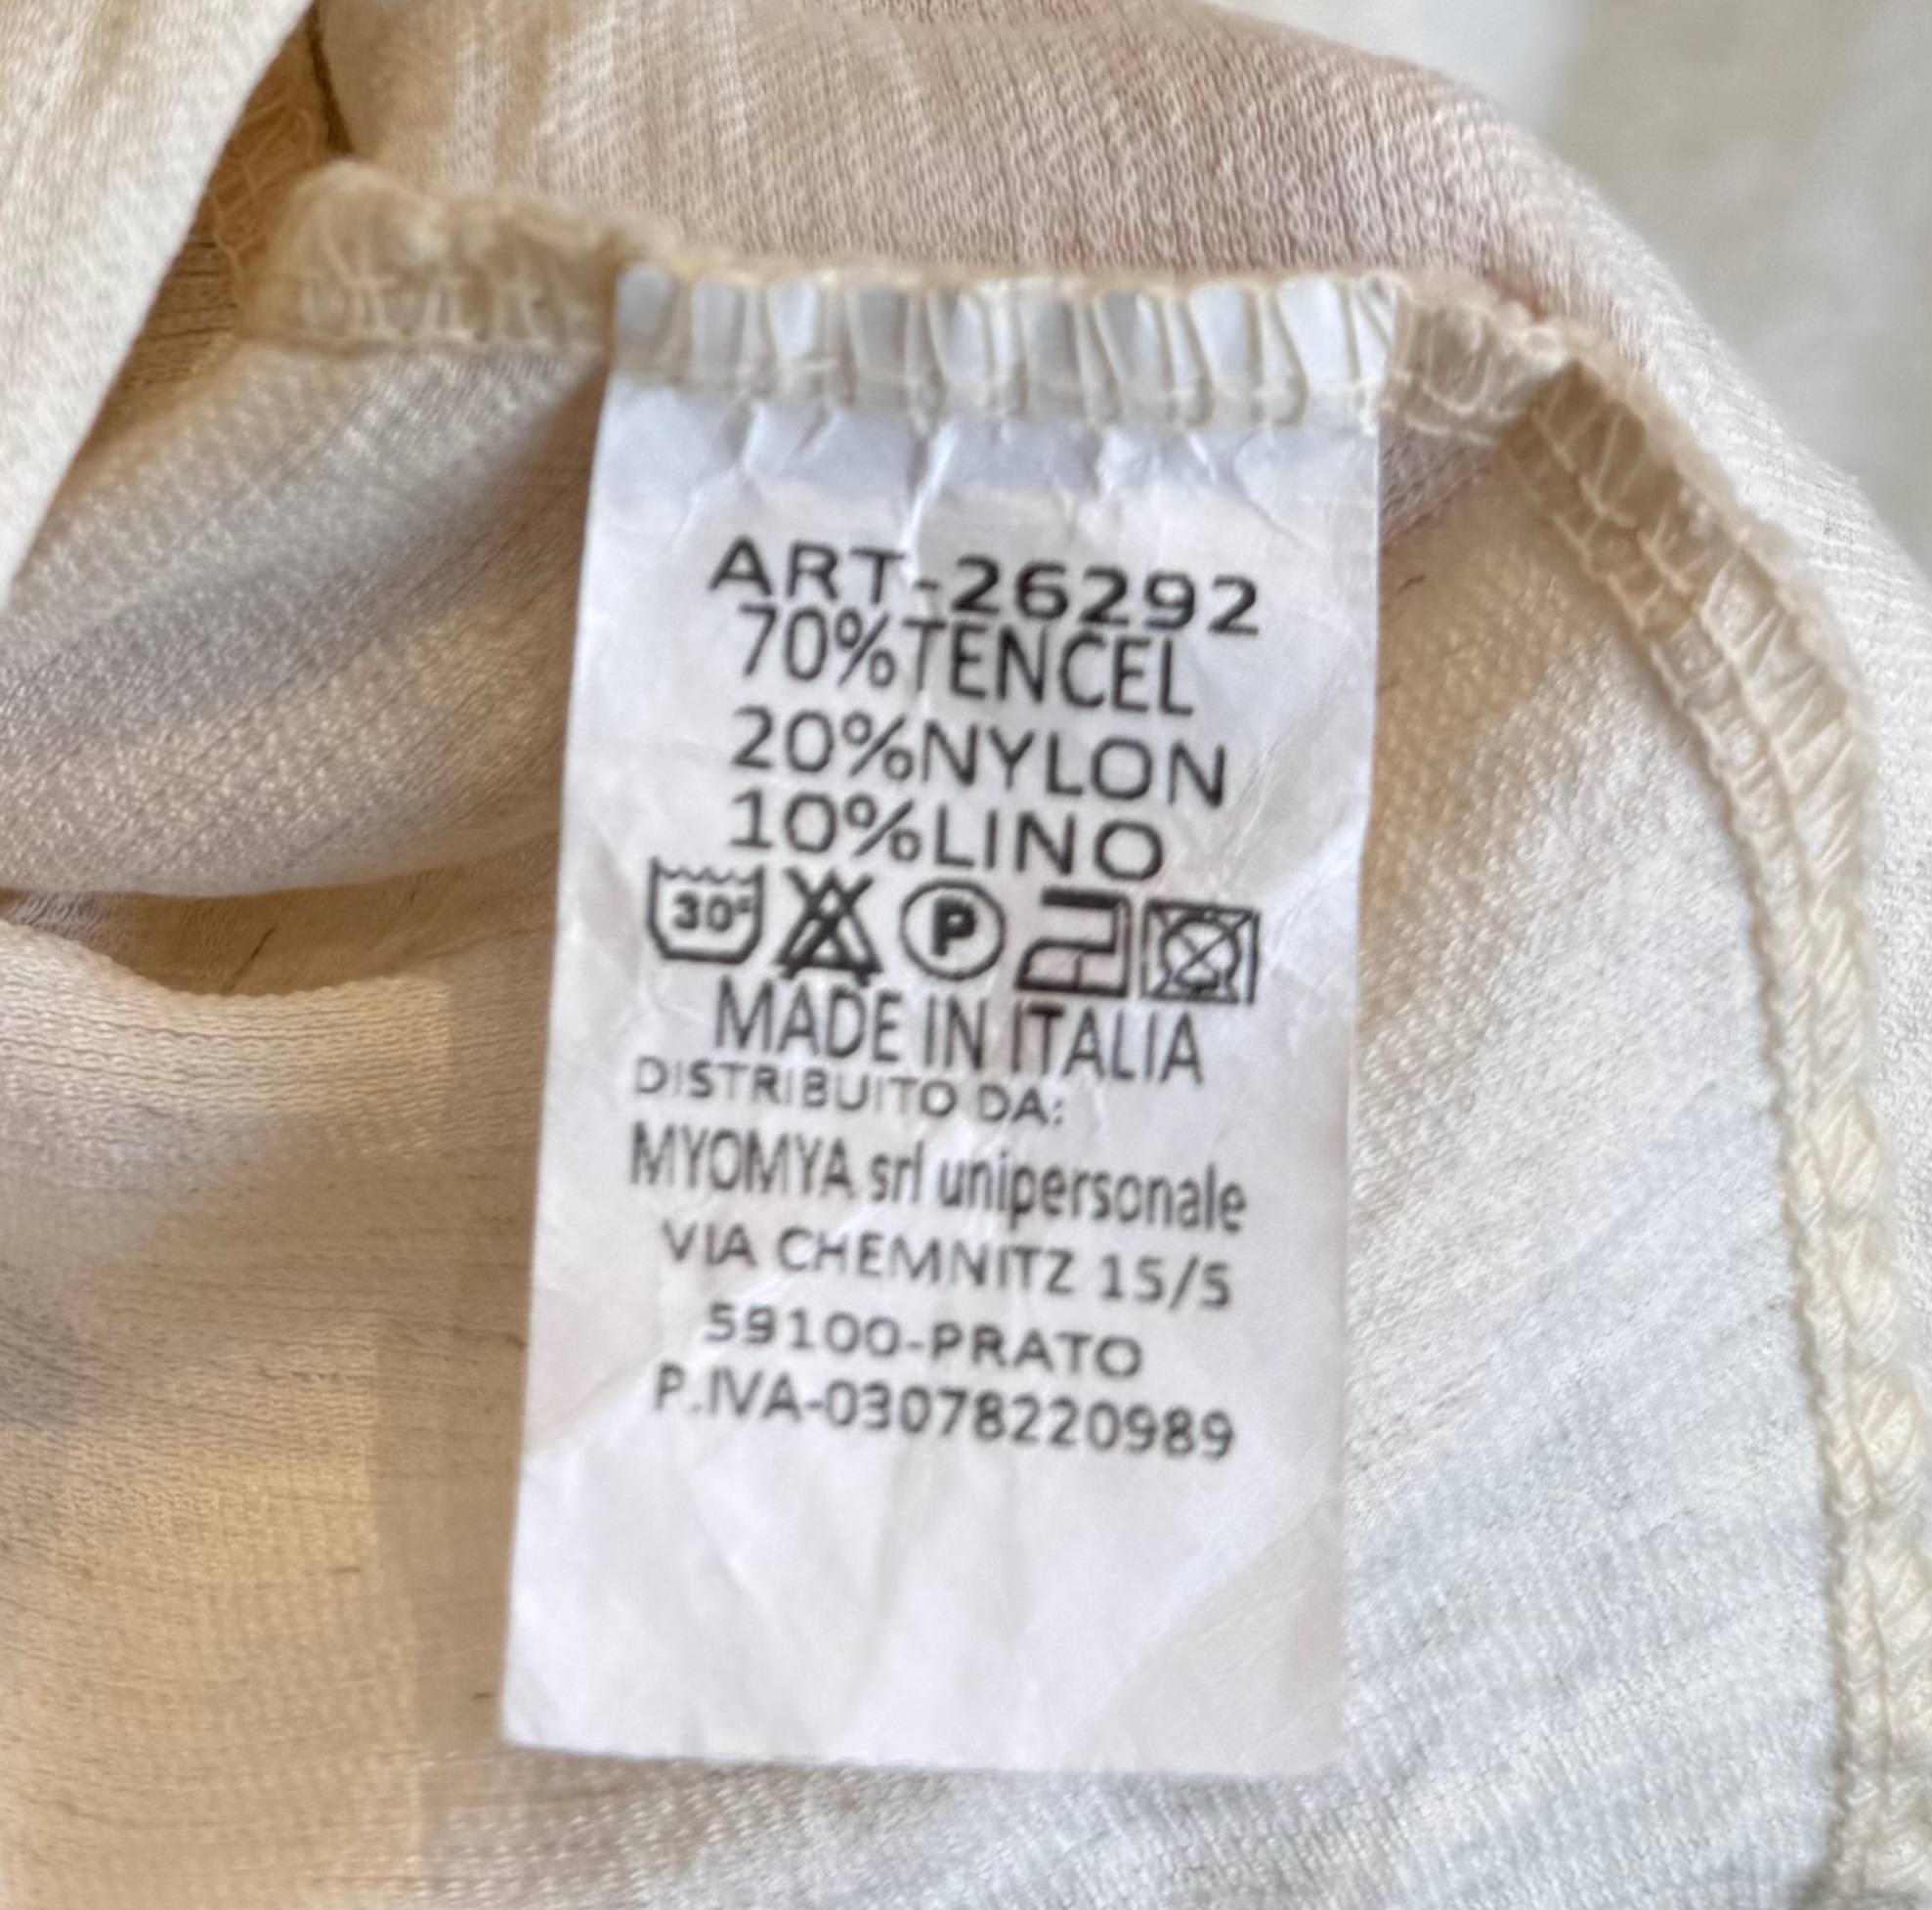 ART-26292
70%TENCEL
20%NYLON
10%LINO
30° P
MADE IN ITALIA
DISTRIBUITO DA:
MYOMYA srl unipersonale
VIA CHEMNITZ 15/5
59100-PRATO
P.IVA-03078220989